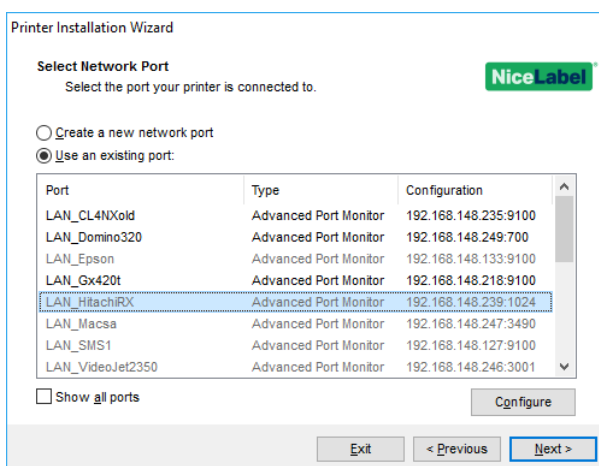 Printer Installation Wizard
Select Network Port
Select the port your printer is connected to.
NiceLabel
Create a new network port
Use an existing port:
Port Type Configuration
LAN_CL4NXold Advanced Port Monitor 192.168.148.235:9100
LAN_Domino320 Advanced Port Monitor 192.168.148.249:700
LAN_Epson Advanced Port Monitor 192.168.148.133:9100
LAN_Gx420t Advanced Port Monitor 192.168.148.218:9100
LAN_HitachiRX Advanced Port Monitor 192.168.148.239:1024
LAN_Macsa Advanced Port Monitor 192.168.148.247:3490
LAN_SMS1 Advanced Port Monitor 192.168.148.127:9100
LAN_VideoJet2350 Advanced Port Monitor 192.168.148.246:3001
Show all ports
Configure
Exit < Previous Next >